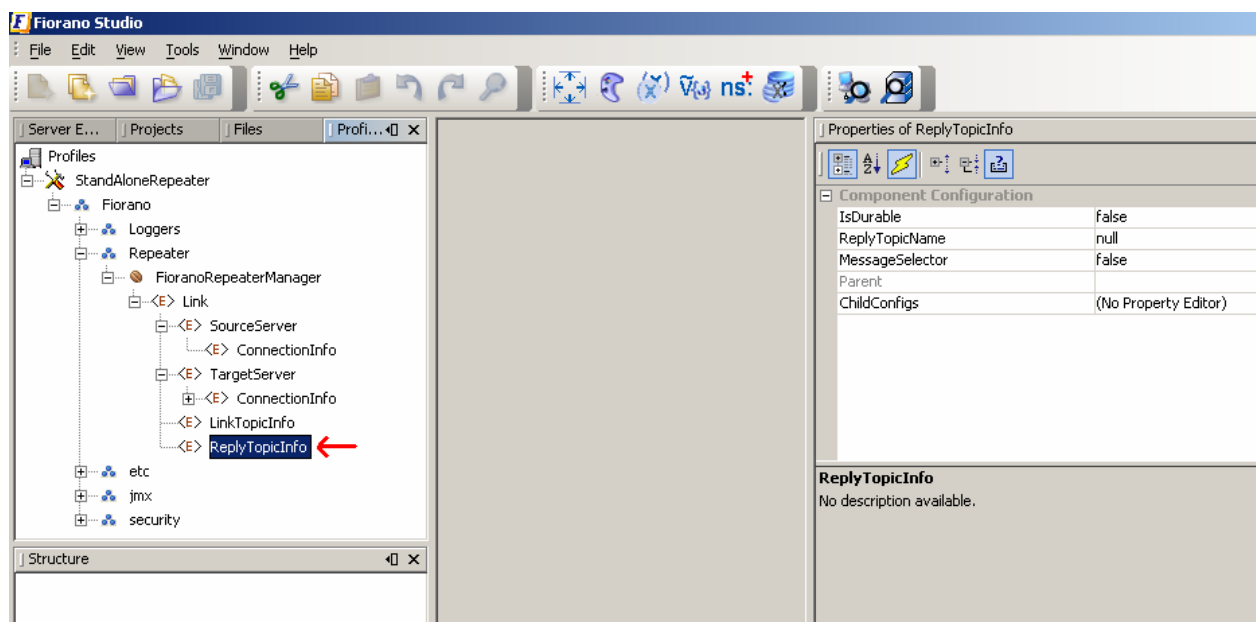 Fiorano Studio
File Edit View Tools Window Help
ns:
Server E... Projects Files Profi...
Profiles
StandAloneRepeater
Fiorano
Loggers
Repeater
FioranoRepeaterManager
<E> Link
<E> SourceServer
<E> ConnectionInfo
<E> TargetServer
<E> ConnectionInfo
<E> LinkTopicInfo
<E> ReplyTopicInfo
etc
jmx
security
Structure
Properties of ReplyTopicInfo
Component Configuration
IsDurable false
ReplyTopicName null
MessageSelector false
Parent
ChildConfigs (No Property Editor)
ReplyTopicInfo
No description available.